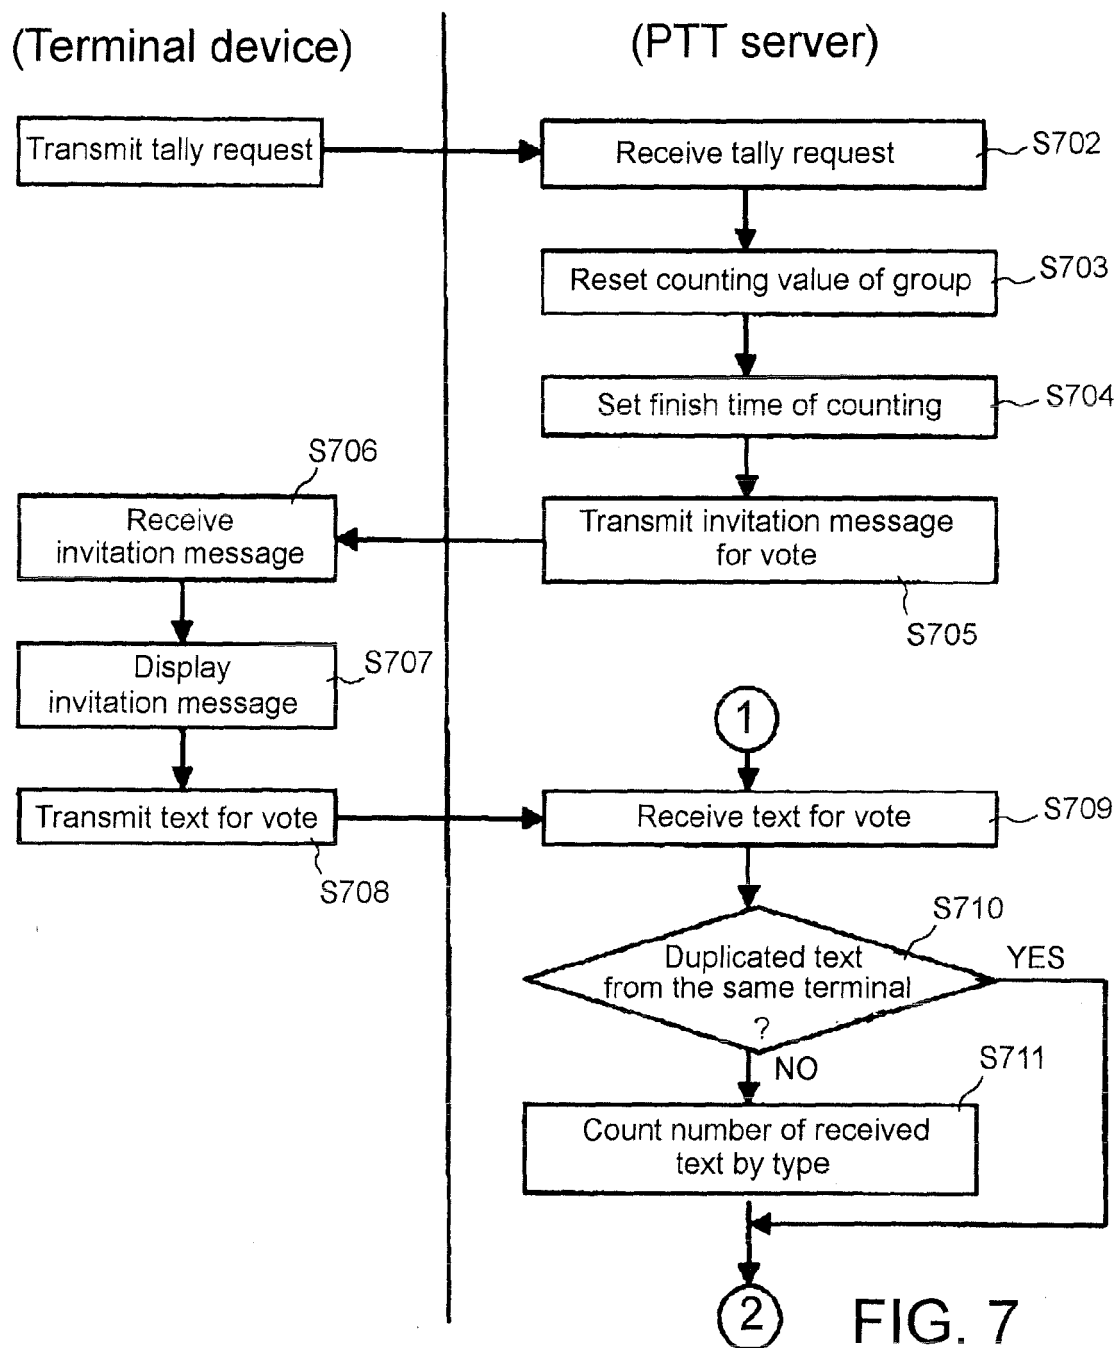 (Terminal device)
(PTT server)
Transmit tally request
Receive tally request
S702
Reset counting value of group
S703
Set finish time of counting
S704
S706
Receive
invitation message
Transmit invitation message
for vote
S705
Display
invitation message
S707
1
Transmit text for vote
S708
Receive text for vote
S709
S710
Duplicated text
from the same terminal
?
YES
NO
S711
Count number of received
text by type
2
FIG. 7